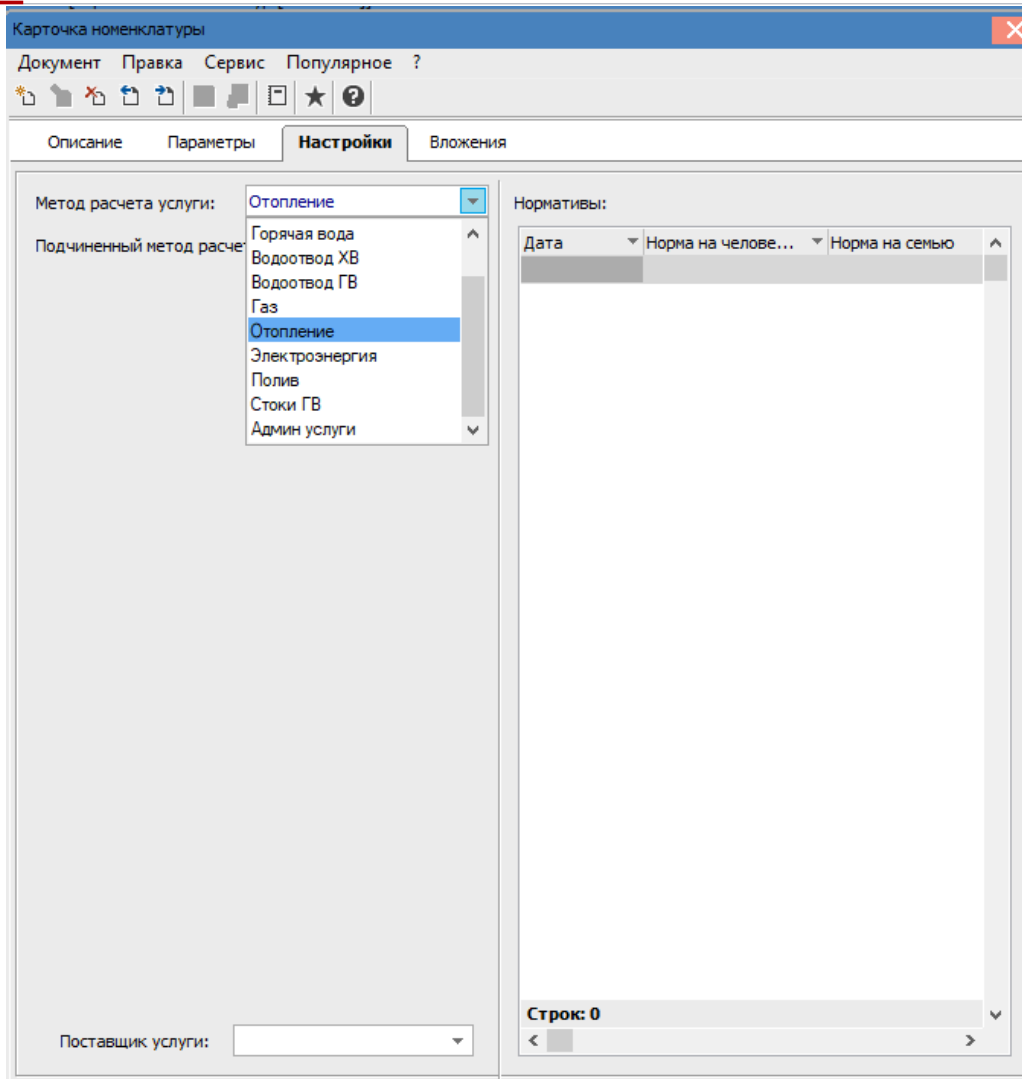 Карточка номенклатуры
Документ Правка Сервис Популярное ?
Описание Параметры Настройки Вложения
Метод расчета услуги: Отопление
Подчиненный метод расче
Горячая вода
Водоотвод ХВ
Водоотвод ГВ
Газ
Отопление
Электроэнергия
Полив
Стоки ГВ
Админ услуги
Поставщик услуги:
Нормативы:
Дата Норма на челове... Норма на семью
Строк: 0